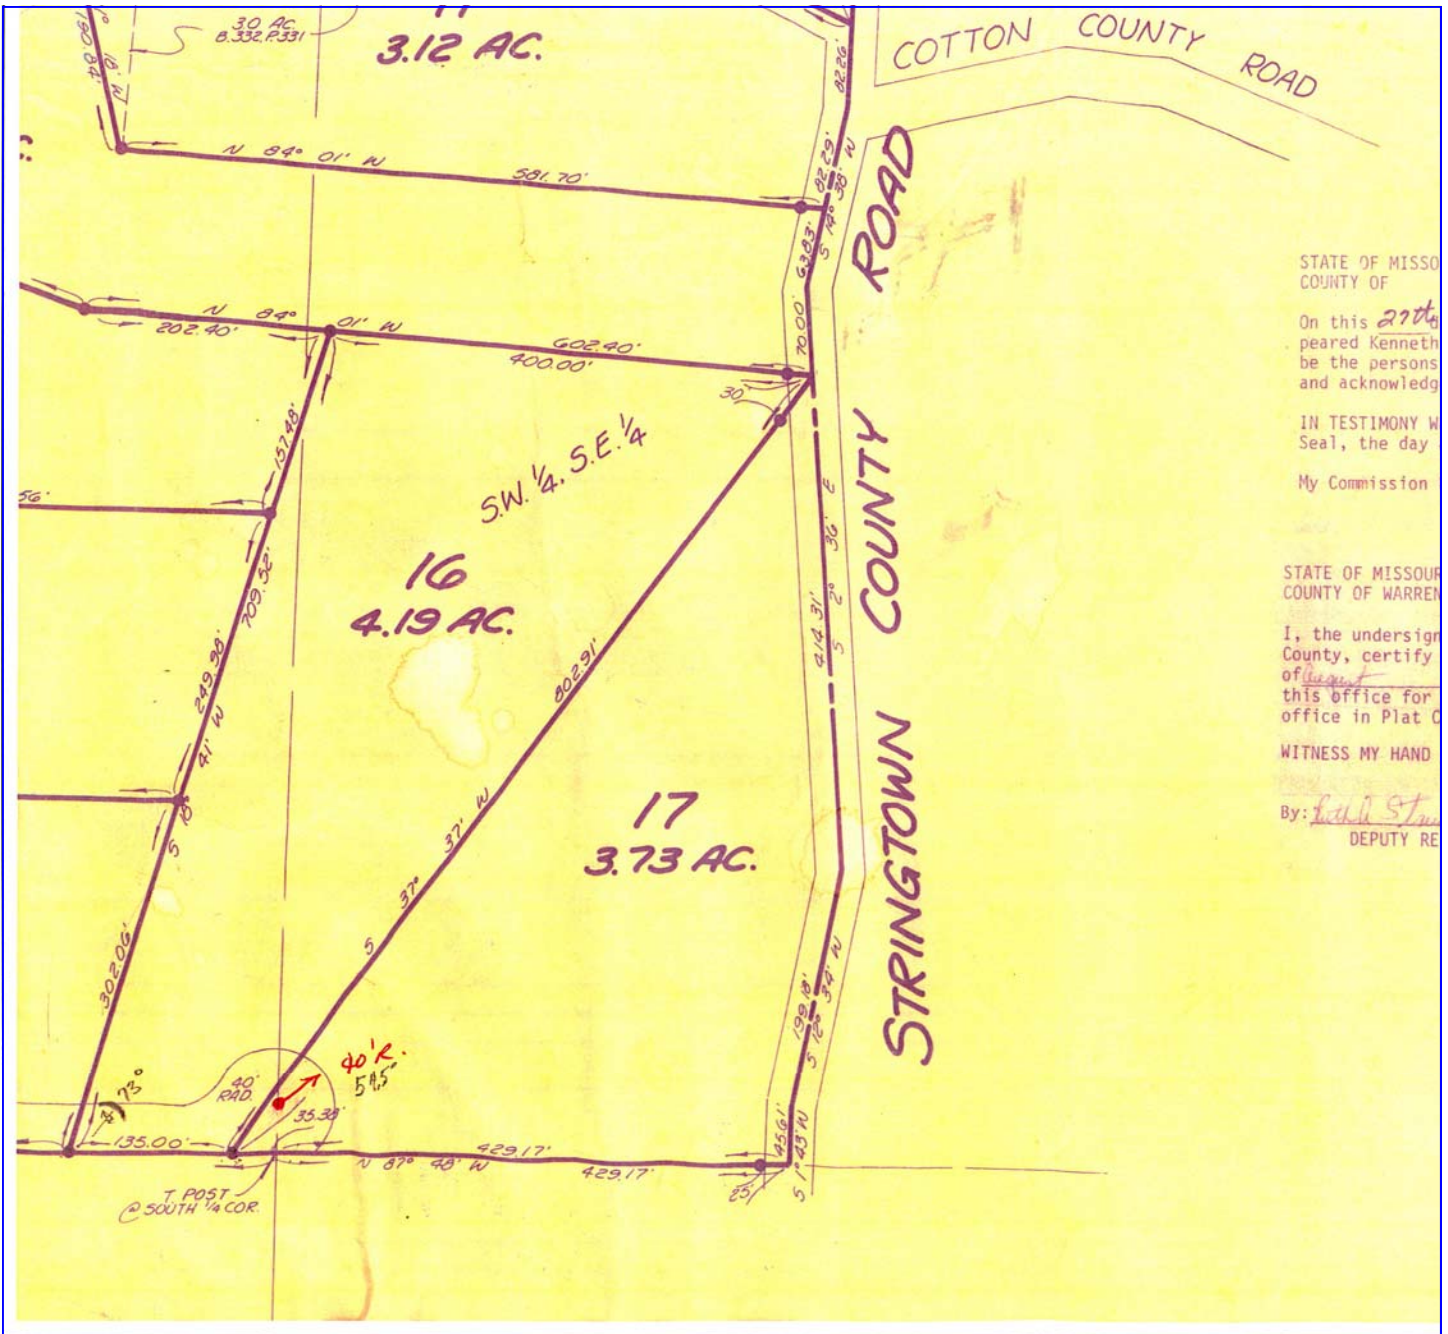 3.0 AC.
B.332 P.331
3.12 AC.
190.84'
18' W
82.26'
COTTON COUNTY ROAD
N 84° 01' W
581.70'
82.29'
S 14° 38' W
63.83'
70.00'
N 84° 01' W
202.40'
602.40'
400.00'
30'
157.48'
56'
S.W. ¼, S.E. ¼
16
4.19 AC.
709.52'
249.98'
S 18° 41' W
302.06'
802.91'
S 37° 37' W
414.31'
S 2° 36' E
17
3.73 AC.
STRINGTOWN COUNTY ROAD
199.18'
S 12° 34' W
45.61'
S 1° 43' W
73°
40' RAD.
40'R.
35.38'
135.00'
N 87° 48' W
429.17'
429.17'
25'
T. POST
@ SOUTH ¼ COR.
STATE OF MISSO
COUNTY OF
On this 27th
peared Kenneth
be the persons
and acknowledg
IN TESTIMONY W
Seal, the day
My Commission
STATE OF MISSOUR
COUNTY OF WARREN
I, the undersign
County, certify
of August
this office for
office in Plat C
WITNESS MY HAND
By:
DEPUTY RE